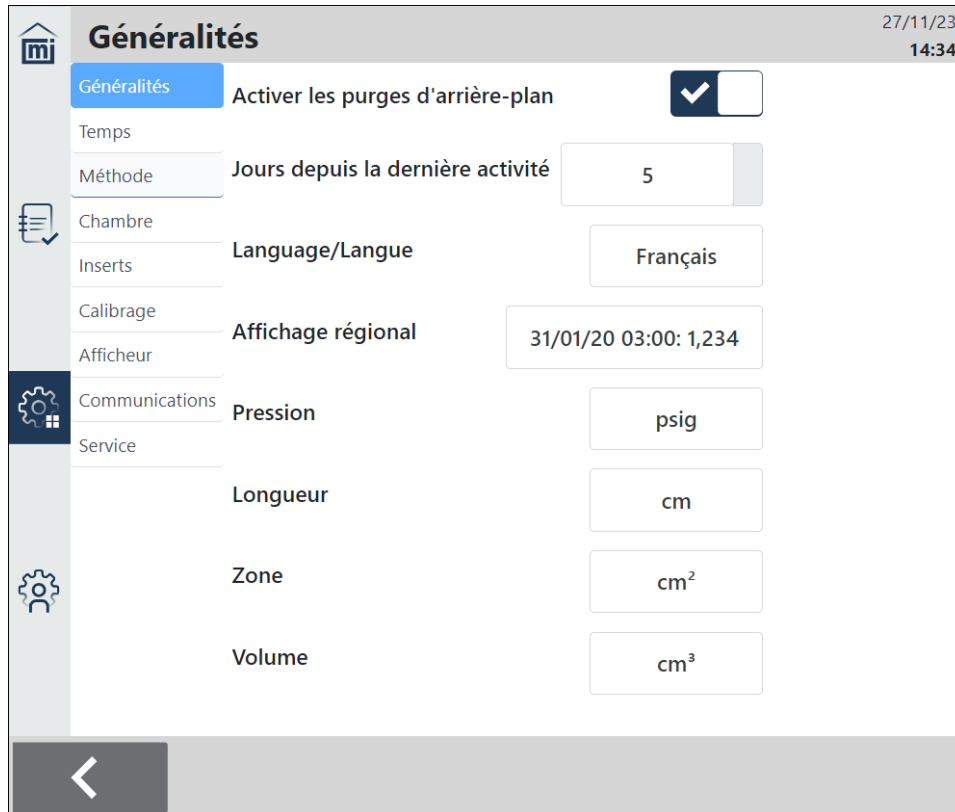 mi
Généralités
27/11/23
14:34
Généralités
Temps
Méthode
Chambre
Inserts
Calibrage
Afficheur
Communications
Service
Activer les purges d'arrière-plan
Jours depuis la dernière activité
5
Language/Langue
Français
Affichage régional
31/01/20 03:00: 1,234
Pression
psig
Longueur
cm
Zone
cm²
Volume
cm³